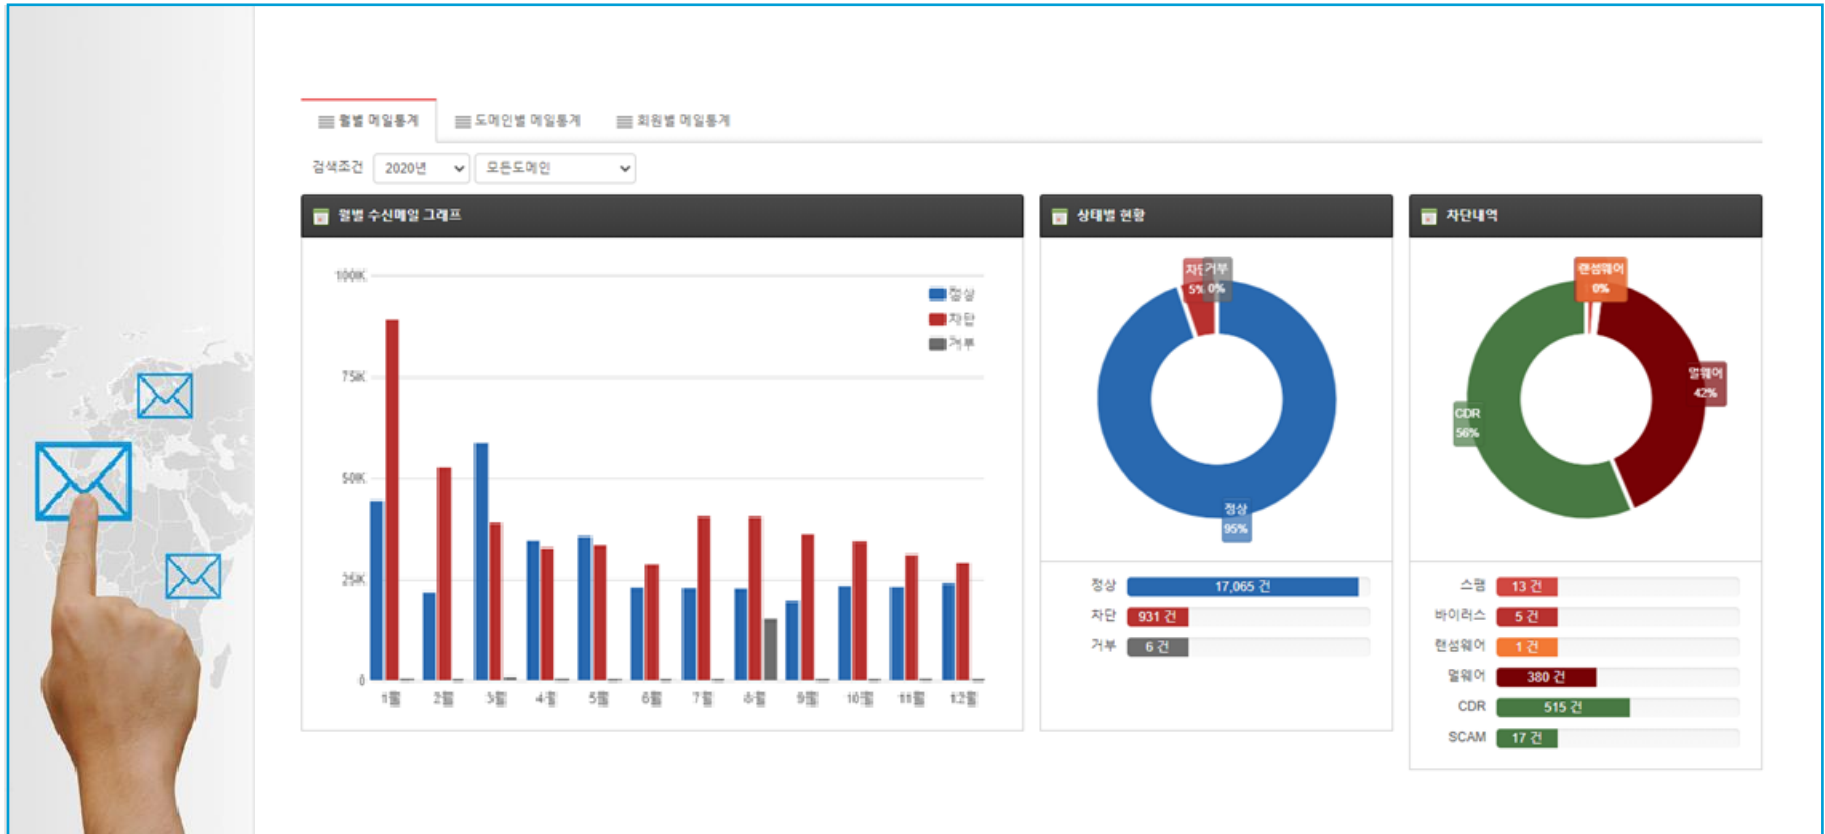 월별 메일통계
도메인별 메일통계
회원별 메일통계
검색조건
2020년
모든도메인
월별 수신메일 그래프
100K
75K
50K
25K
0
정상
차단
거부
1월
2월
3월
4월
5월
6월
7월
8월
9월
10월
11월
12월
상태별 현황
차단
5%
거부
0%
정상
95%
정상 17,065 건
차단 931 건
거부 6 건
차단내역
랜섬웨어
0%
멀웨어
42%
CDR
56%
스팸 13 건
바이러스 5 건
랜섬웨어 1 건
멀웨어 380 건
CDR 515 건
SCAM 17 건